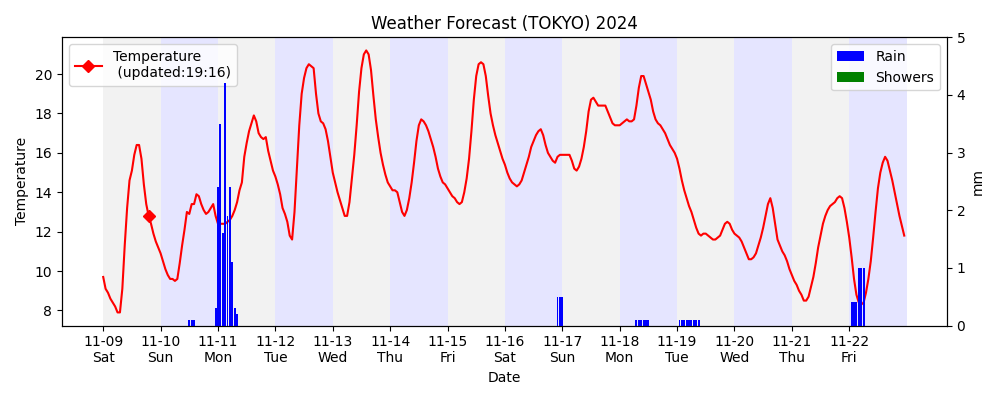 Weather Forecast (TOKYO) 2024
Temperature
(updated:19:16)
Rain
Showers
Temperature
20
18
16
14
12
10
8
5
4
3
2
1
0
mm
11-09 11-10 11-11 11-12 11-13 11-14 11-15 11-16 11-17 11-18 11-19 11-20 11-21 11-22
Sat Sun Mon Tue Wed Thu Fri Sat Sun Mon Tue Wed Thu Fri
Date